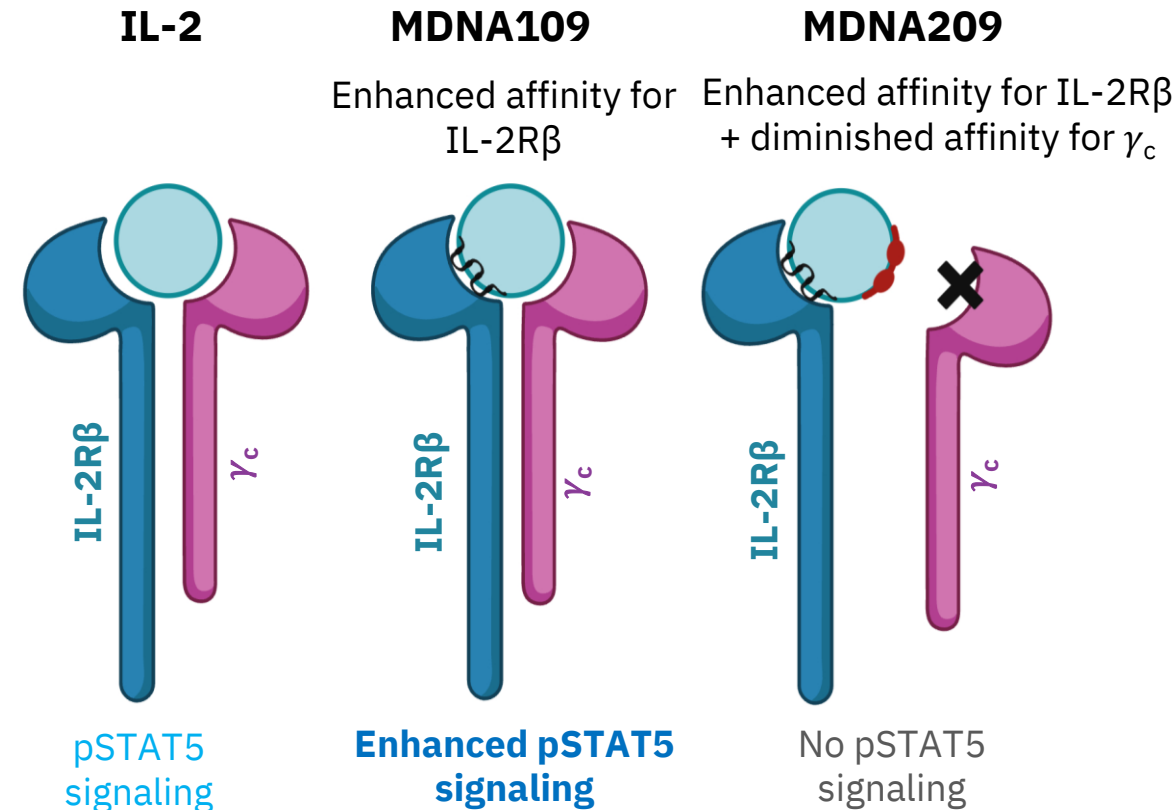 IL-2
MDNA109
MDNA209
Enhanced affinity for
IL-2Rβ
Enhanced affinity for IL-2Rβ
+ diminished affinity for γc
IL-2Rβ
γc
IL-2Rβ
γc
IL-2Rβ
γc
pSTAT5
signaling
Enhanced pSTAT5
signaling
No pSTAT5
signaling